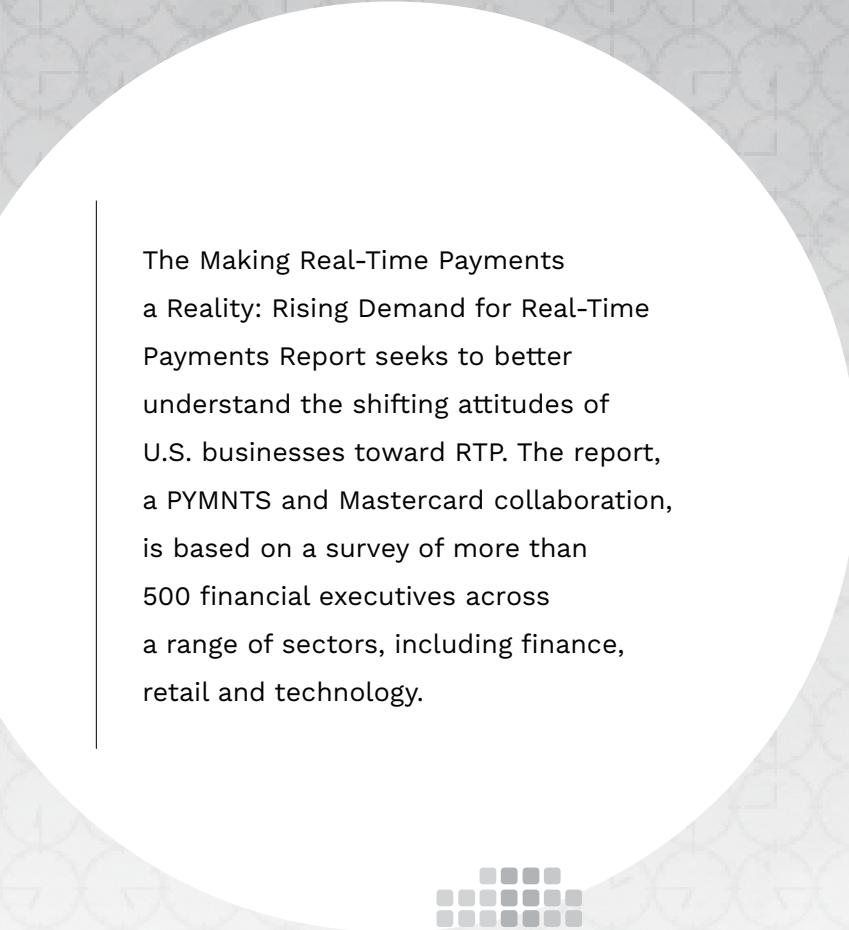 The Making Real-Time Payments
a Reality: Rising Demand for Real-Time
Payments Report seeks to better
understand the shifting attitudes of
U.S. businesses toward RTP. The report,
a PYMNTS and Mastercard collaboration,
is based on a survey of more than
500 financial executives across
a range of sectors, including finance,
retail and technology.